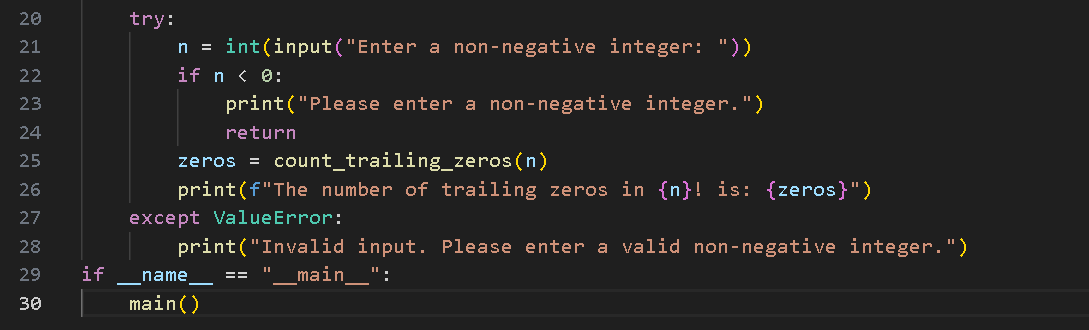 20     try:
21         n = int(input("Enter a non-negative integer: "))
22         if n < 0:
23             print("Please enter a non-negative integer.")
24             return
25         zeros = count_trailing_zeros(n)
26         print(f"The number of trailing zeros in {n}! is: {zeros}")
27     except ValueError:
28         print("Invalid input. Please enter a valid non-negative integer.")
29 if __name__ == "__main__":
30     main()